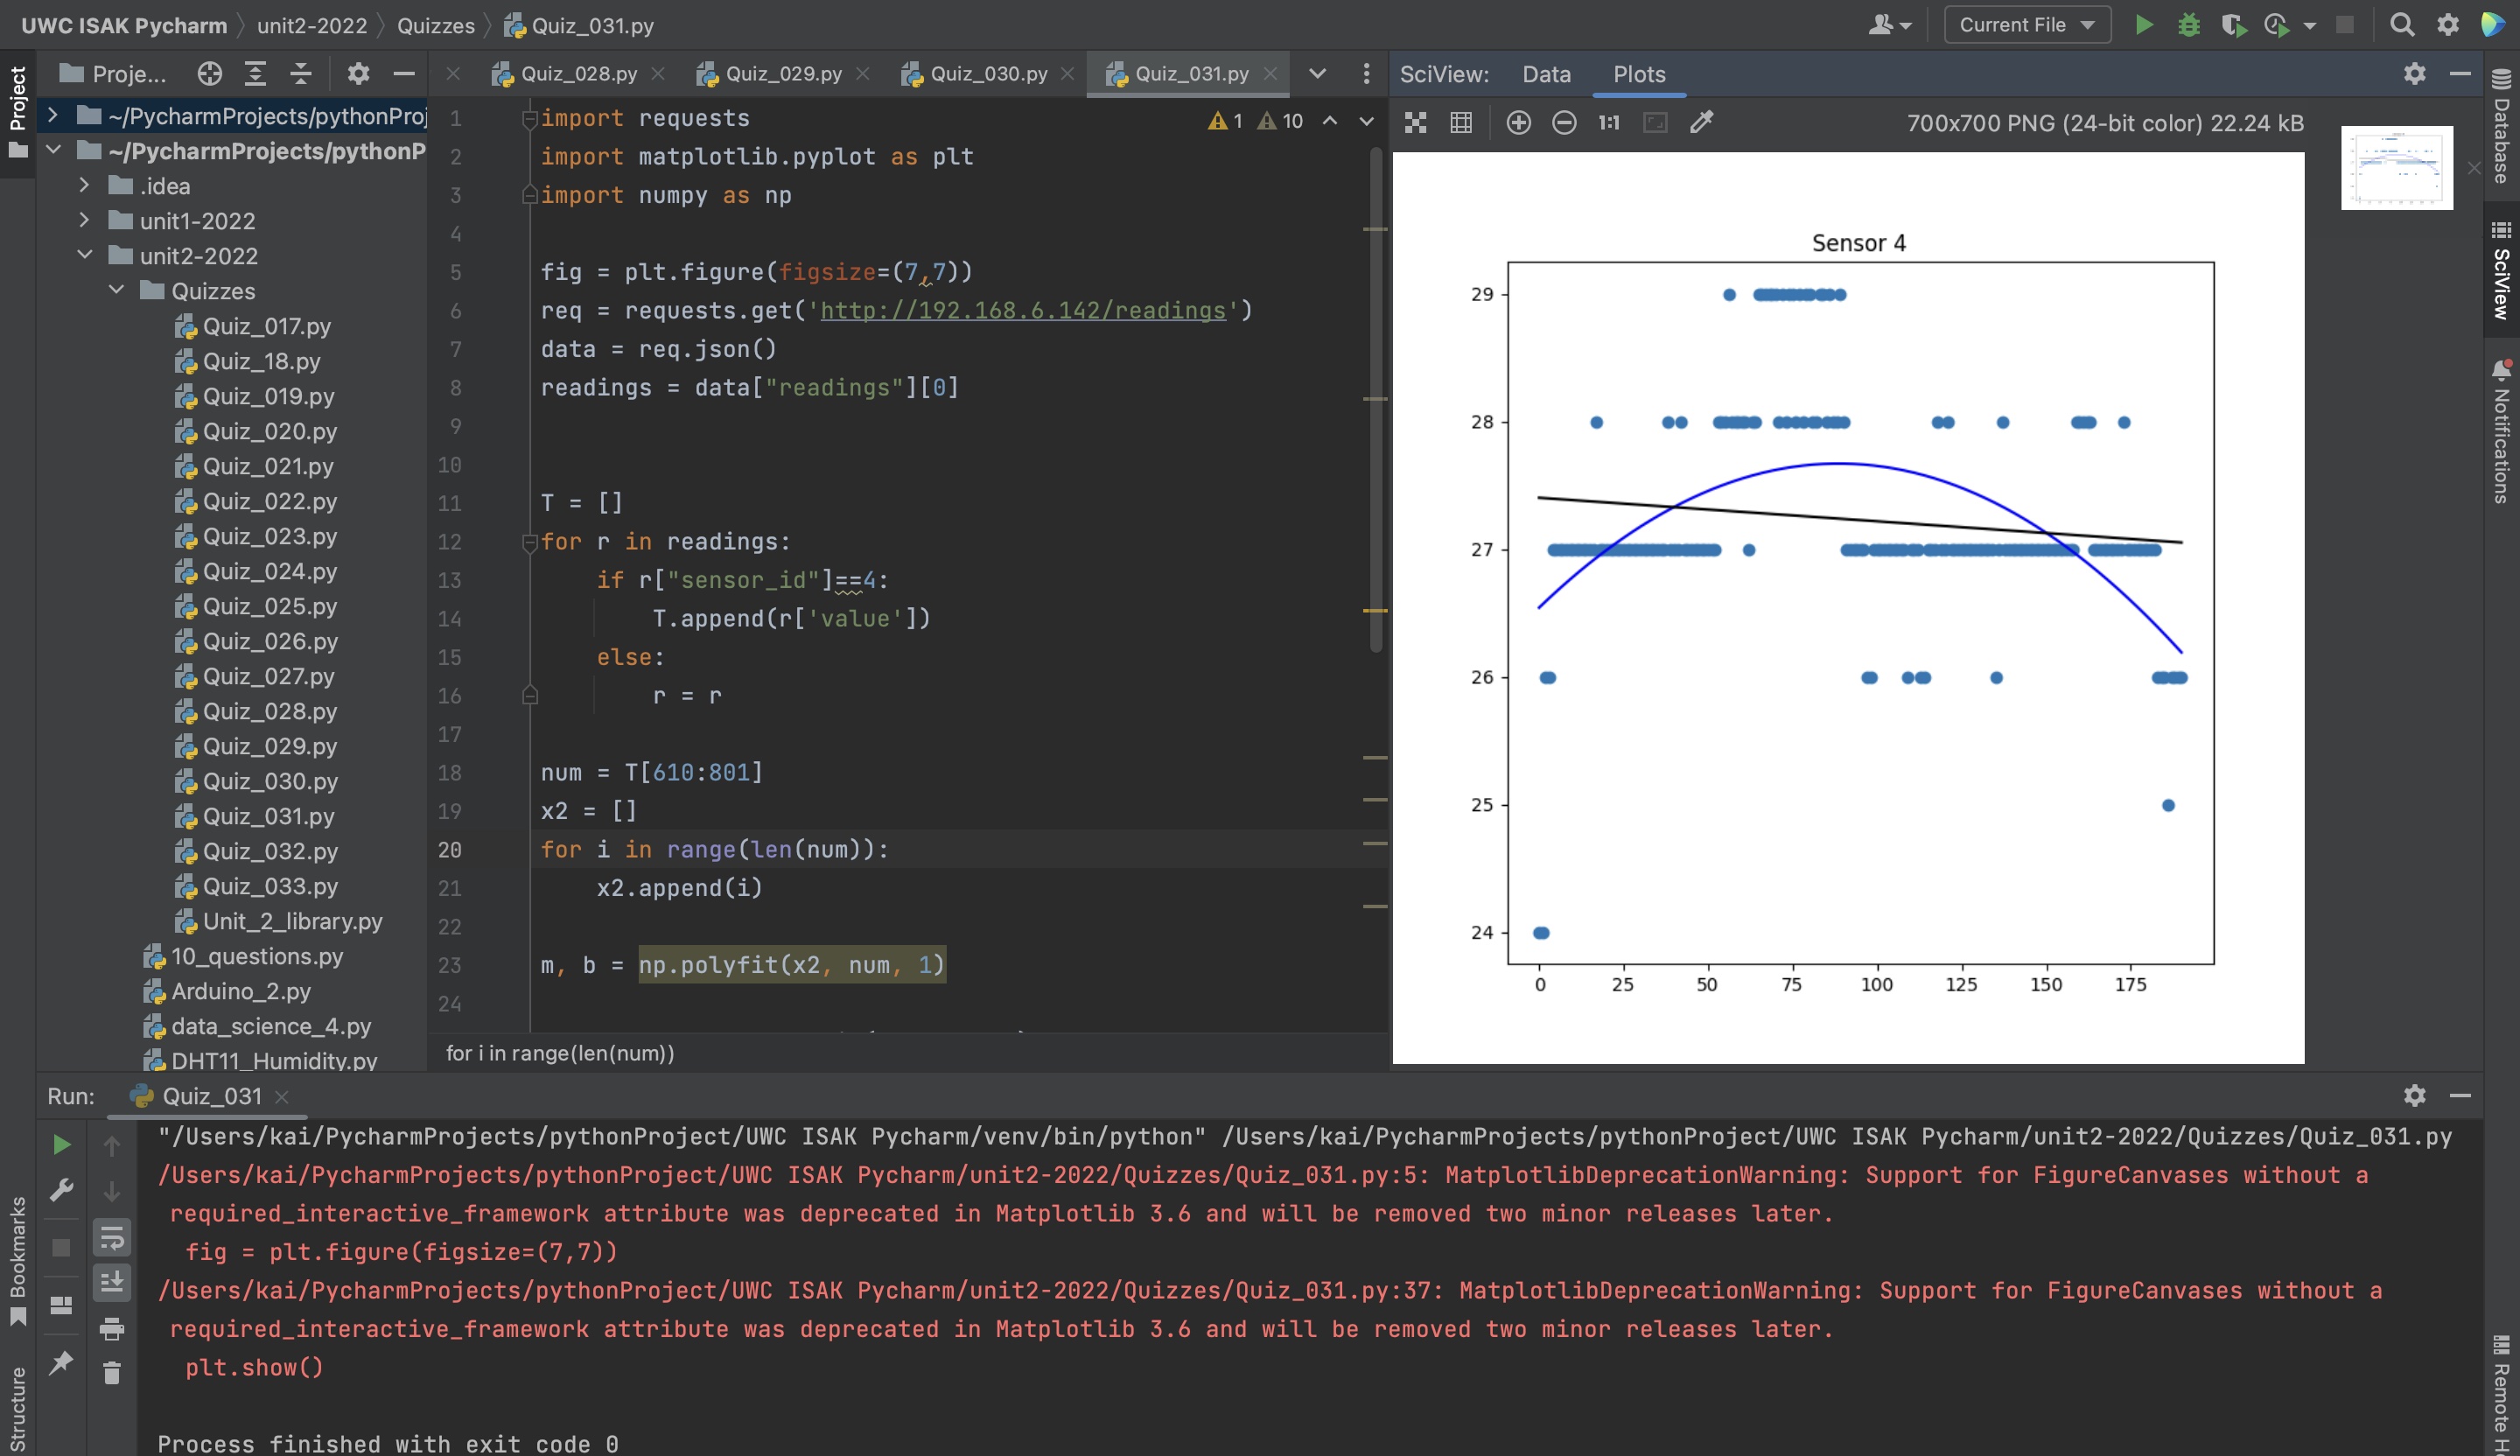 UWC ISAK Pycharm unit2-2022 Quizzes Quiz_031.py
Current File
Project
Proje...
~/PycharmProjects/pythonProj
~/PycharmProjects/pythonP
.idea
unit1-2022
unit2-2022
Quizzes
Quiz_017.py
Quiz_18.py
Quiz_019.py
Quiz_020.py
Quiz_021.py
Quiz_022.py
Quiz_023.py
Quiz_024.py
Quiz_025.py
Quiz_026.py
Quiz_027.py
Quiz_028.py
Quiz_029.py
Quiz_030.py
Quiz_031.py
Quiz_032.py
Quiz_033.py
Unit_2_library.py
10_questions.py
Arduino_2.py
data_science_4.py
DHT11_Humidity.py
Quiz_028.py Quiz_029.py Quiz_030.py Quiz_031.py
1 10
1 import requests
2 import matplotlib.pyplot as plt
3 import numpy as np
4
5 fig = plt.figure(figsize=(7,7))
6 req = requests.get('http://192.168.6.142/readings')
7 data = req.json()
8 readings = data["readings"][0]
9
10
11 T = []
12 for r in readings:
13 if r["sensor_id"]==4:
14 T.append(r['value'])
15 else:
16 r = r
17
18 num = T[610:801]
19 x2 = []
20 for i in range(len(num)):
21 x2.append(i)
22
23 m, b = np.polyfit(x2, num, 1)
24
for i in range(len(num))
SciView: Data Plots
1:1
700x700 PNG (24-bit color) 22.24 kB
Sensor 4
29
28
27
26
25
24
0 25 50 75 100 125 150 175
Database
SciView
Notifications
Remote H
Run: Quiz_031
"/Users/kai/PycharmProjects/pythonProject/UWC ISAK Pycharm/venv/bin/python" /Users/kai/PycharmProjects/pythonProject/UWC ISAK Pycharm/unit2-2022/Quizzes/Quiz_031.py
/Users/kai/PycharmProjects/pythonProject/UWC ISAK Pycharm/unit2-2022/Quizzes/Quiz_031.py:5: MatplotlibDeprecationWarning: Support for FigureCanvases without a
required_interactive_framework attribute was deprecated in Matplotlib 3.6 and will be removed two minor releases later.
fig = plt.figure(figsize=(7,7))
/Users/kai/PycharmProjects/pythonProject/UWC ISAK Pycharm/unit2-2022/Quizzes/Quiz_031.py:37: MatplotlibDeprecationWarning: Support for FigureCanvases without a
required_interactive_framework attribute was deprecated in Matplotlib 3.6 and will be removed two minor releases later.
plt.show()
Process finished with exit code 0
Bookmarks
Structure